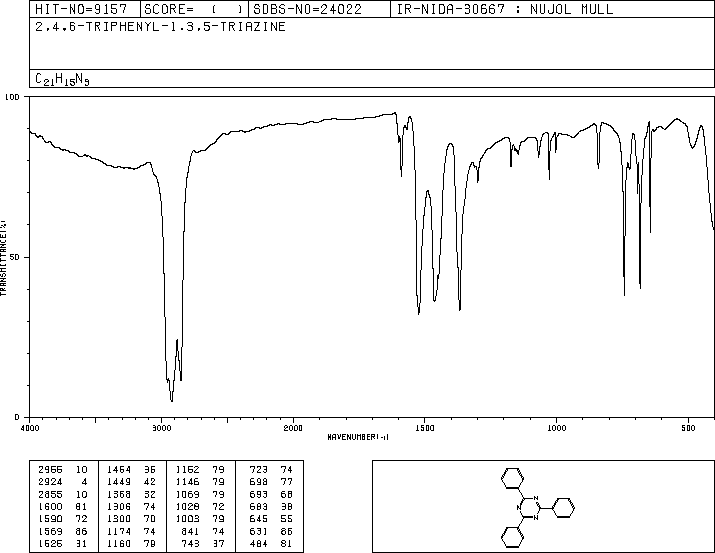 HIT-NO=9157 SCORE= ( ) SDBS-NO=24022 IR-NIDA-30667 : NUJOL MULL
2,4,6-TRIPHENYL-1,3,5-TRIAZINE
C21H15N3
100
50
0
TRANSMITTANCE(%)
4000 3000 2000 1500 1000 500
WAVENUMBER(-1)
2955 10 1464 35 1152 79 723 74
2924 4 1449 42 1146 79 698 77
2855 10 1368 32 1069 79 693 68
1600 81 1306 74 1028 72 683 38
1590 72 1300 70 1003 79 645 55
1569 86 1174 74 841 74 631 86
1525 31 1160 79 743 37 484 81
N
N
N